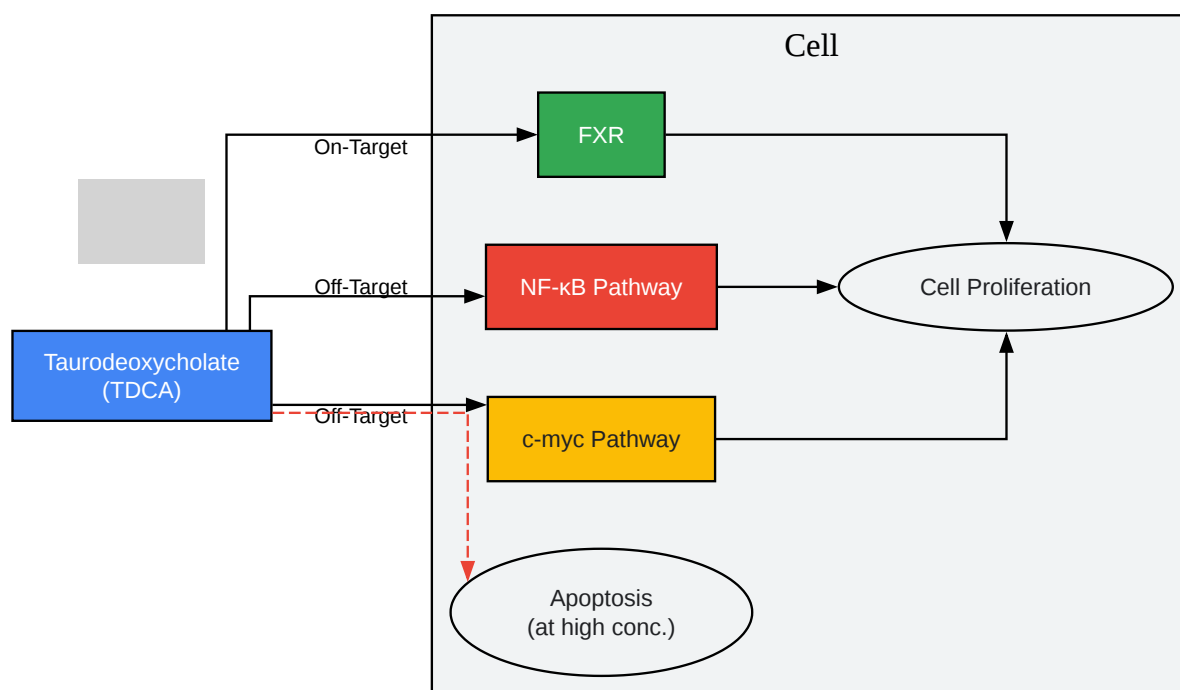 Cell
FXR
On-Target
NF-κB Pathway
Off-Target
Cell Proliferation
Taurodeoxycholate
(TDCA)
Off-Target
c-myc Pathway
Apoptosis
(at high conc.)